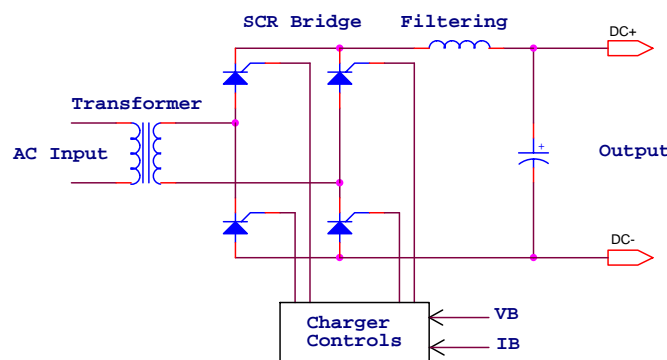 SCR Bridge
Filtering
DC+
Transformer
AC Input
+
Output
DC-
Charger
Controls
VB
IB